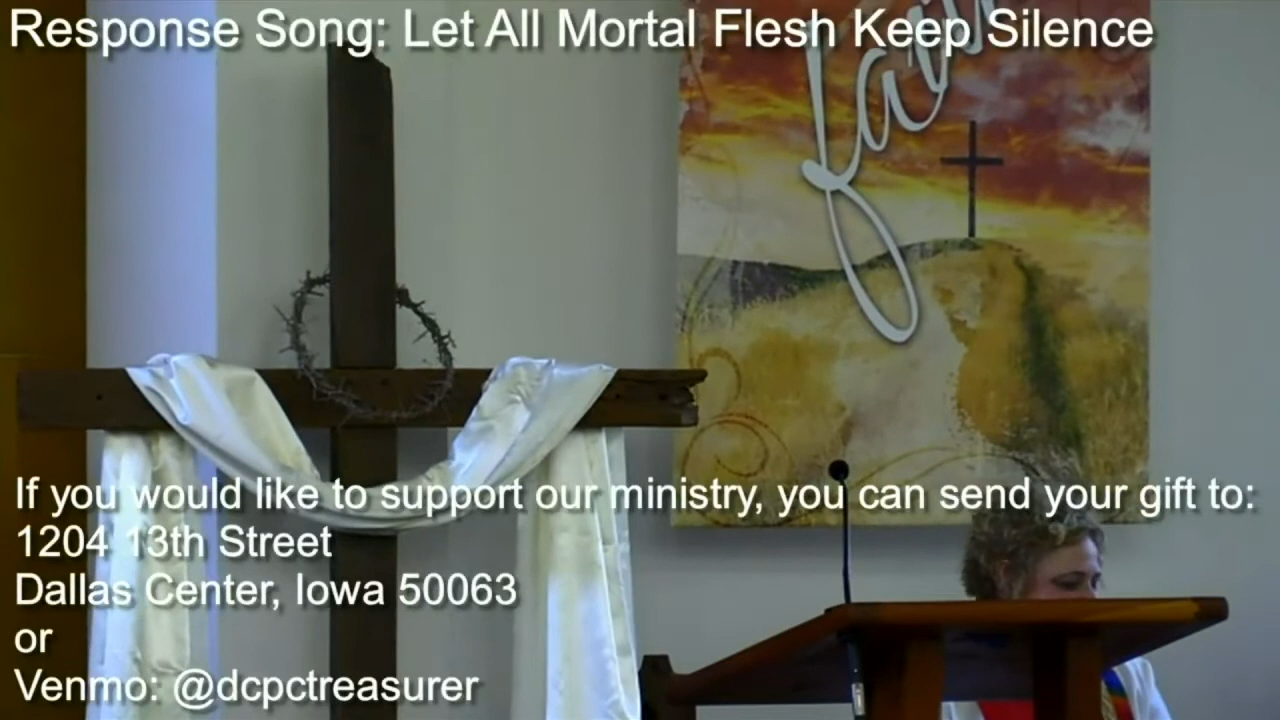 Response Song: Let All Mortal Flesh Keep Silence
faith
If you would like to support our ministry, you can send your gift to:
1204 13th Street
Dallas Center, Iowa 50063
or
Venmo: @dcpctreasurer